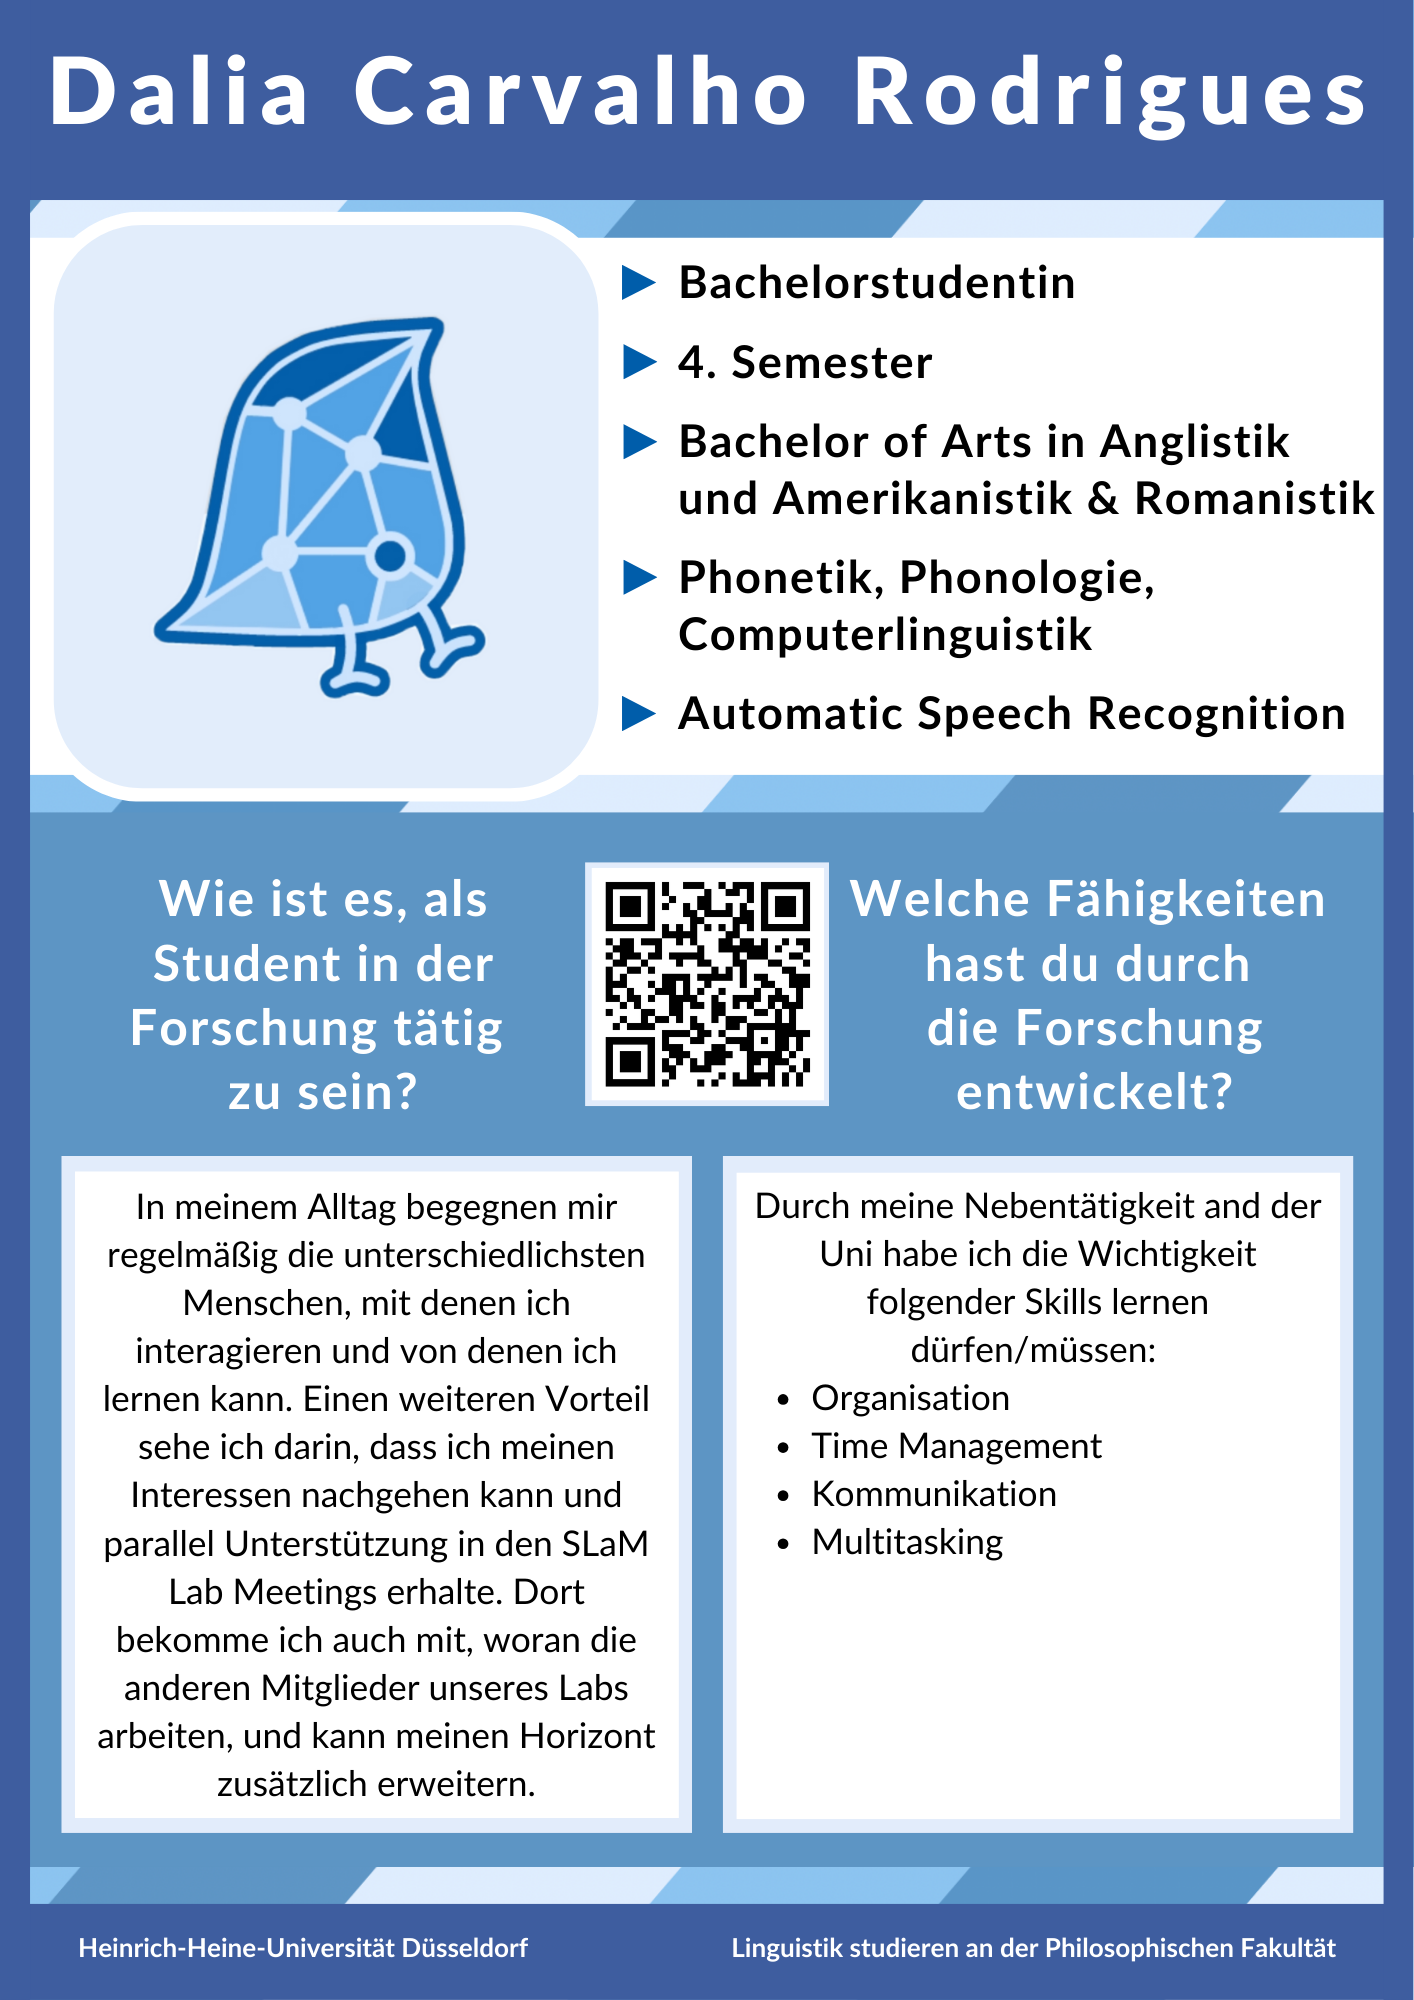 Dalia Carvalho Rodrigues
Bachelorstudentin
4. Semester
Bachelor of Arts in Anglistik
und Amerikanistik & Romanistik
Phonetik, Phonologie,
Computerlinguistik
Automatic Speech Recognition
Wie ist es, als
Student in der
Forschung tätig
zu sein?
Welche Fähigkeiten
hast du durch
die Forschung
entwickelt?
In meinem Alltag begegnen mir
regelmäßig die unterschiedlichsten
Menschen, mit denen ich
interagieren und von denen ich
lernen kann. Einen weiteren Vorteil
sehe ich darin, dass ich meinen
Interessen nachgehen kann und
parallel Unterstützung in den SLaM
Lab Meetings erhalte. Dort
bekomme ich auch mit, woran die
anderen Mitglieder unseres Labs
arbeiten, und kann meinen Horizont
zusätzlich erweitern.
Durch meine Nebentätigkeit and der
Uni habe ich die Wichtigkeit
folgender Skills lernen
dürfen/müssen:
• Organisation
• Time Management
• Kommunikation
• Multitasking
Heinrich-Heine-Universität Düsseldorf
Linguistik studieren an der Philosophischen Fakultät